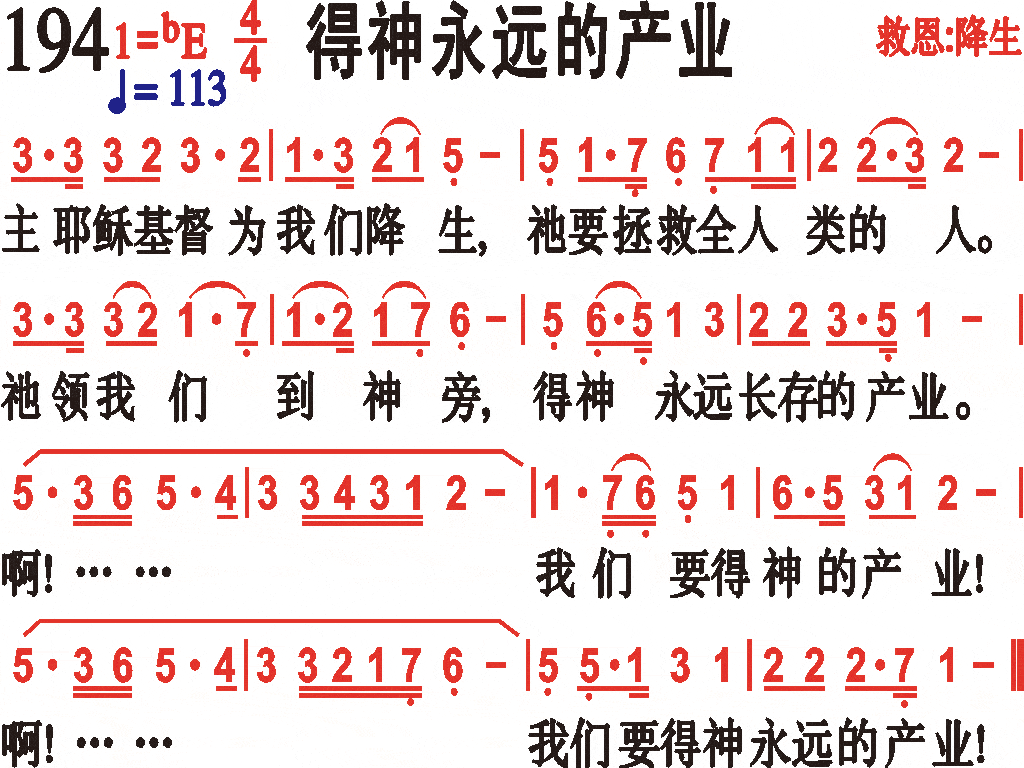 194 1=♭E 4/4 得神永远的产业 救恩:降生
♩= 113
3·3 3 2 3·2|1·3 2 1 5 –|5 1·7 6 7 1 1|2 2·3 2 –|
主 耶稣基督 为 我 们 降 生, 祂要拯救全人 类的 人。
3·3 3 2 1·7|1·2 1 7 6 –|5 6·5 1 3|2 2 3·5 1 –|
祂 领 我 们 到 神 旁, 得神 永远长存的产业。
5·3 6 5·4|3 3 4 3 1 2 –|1·7 6 5 1|6·5 3 1 2 –|
啊! ⋯ ⋯ 我 们 要得 神 的产 业!
5·3 6 5·4|3 3 2 1 7 6 –|5 5·1 3 1|2 2 2·7 1 –‖
啊! ⋯ ⋯ 我们要得神永远的产业!